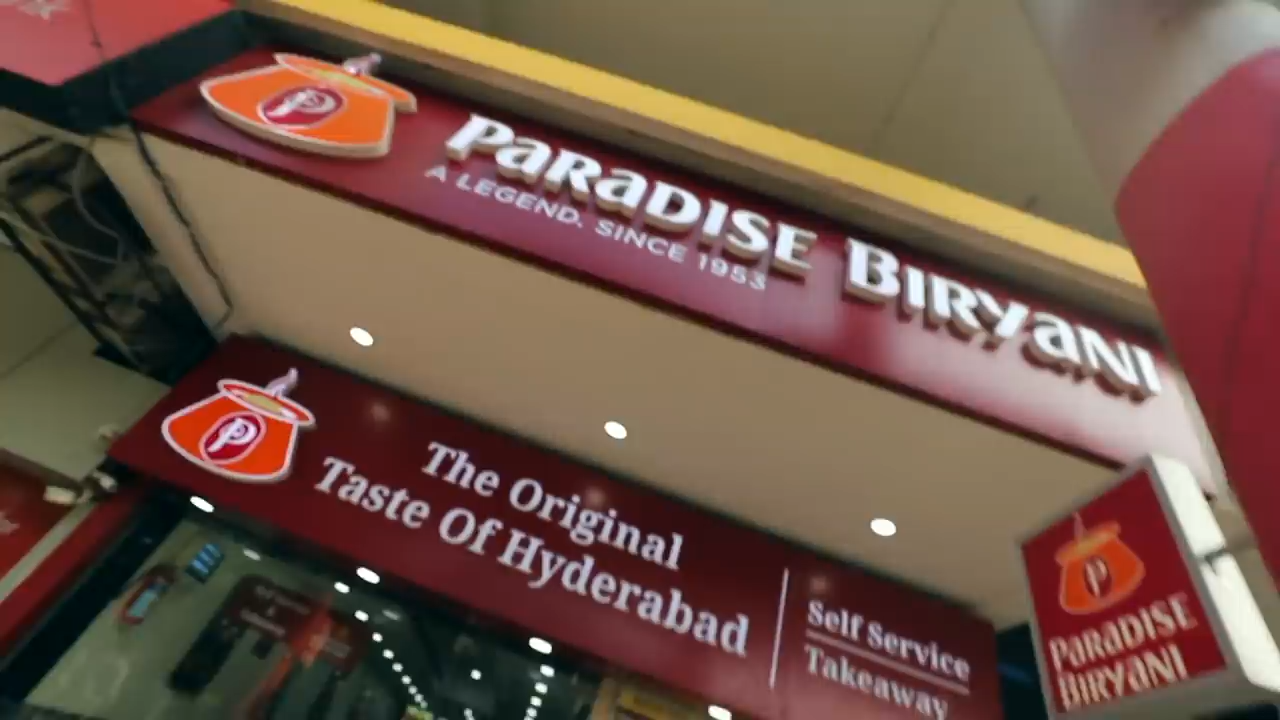 P
PARADISE BIRYANI
A LEGEND. SINCE 1953
P
The Original
Taste Of Hyderabad
Self Service
Takeaway
P
PARADISE
BIRYANI